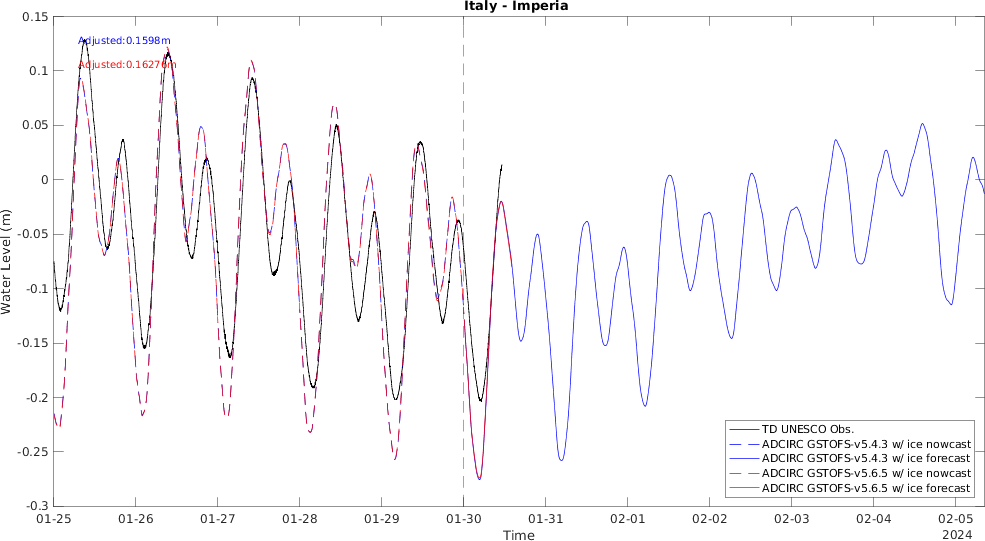 Italy - Imperia
Water Level (m)
0.15
0.1
0.05
0
-0.05
-0.1
-0.15
-0.2
-0.25
-0.3
Adjusted:0.1598m
Adjusted:0.16276m
TD UNESCO Obs.
ADCIRC GSTOFS-v5.4.3 w/ ice nowcast
ADCIRC GSTOFS-v5.4.3 w/ ice forecast
ADCIRC GSTOFS-v5.6.5 w/ ice nowcast
ADCIRC GSTOFS-v5.6.5 w/ ice forecast
01-25 01-26 01-27 01-28 01-29 01-30 01-31 02-01 02-02 02-03 02-04 02-05
Time
2024